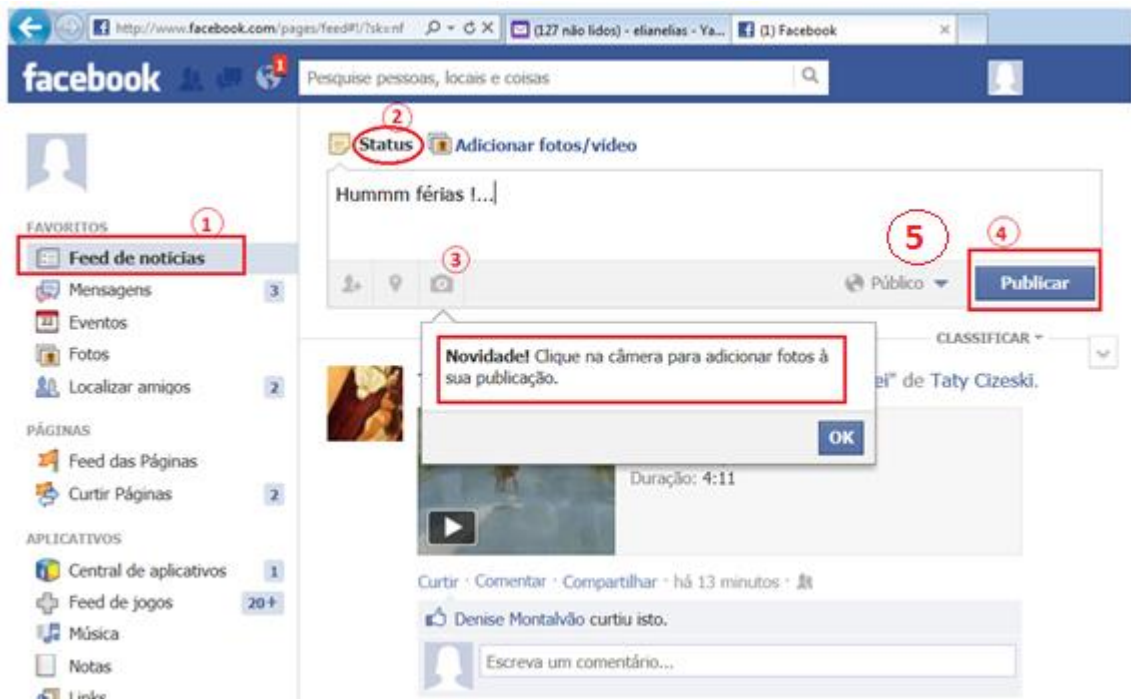 http://www.facebook.com/pages/feed#!/?sk=nf
(127 não lidos) - elianelias - Ya...
(1) Facebook
facebook
1
Pesquise pessoas, locais e coisas
2
Status
Adicionar fotos/vídeo
Hummm férias !...
1
FAVORITOS
Feed de notícias
Mensagens 3
Eventos
Fotos
Localizar amigos 2
PÁGINAS
Feed das Páginas
Curtir Páginas 2
APLICATIVOS
Central de aplicativos 1
Feed de jogos 20+
Música
Notas
Links
3
5
4
Público
Publicar
CLASSIFICAR
Novidade! Clique na câmera para adicionar fotos à
sua publicação.
OK
ei" de Taty Cizeski.
Duração: 4:11
Curtir · Comentar · Compartilhar · há 13 minutos ·
Denise Montalvão curtiu isto.
Escreva um comentário...